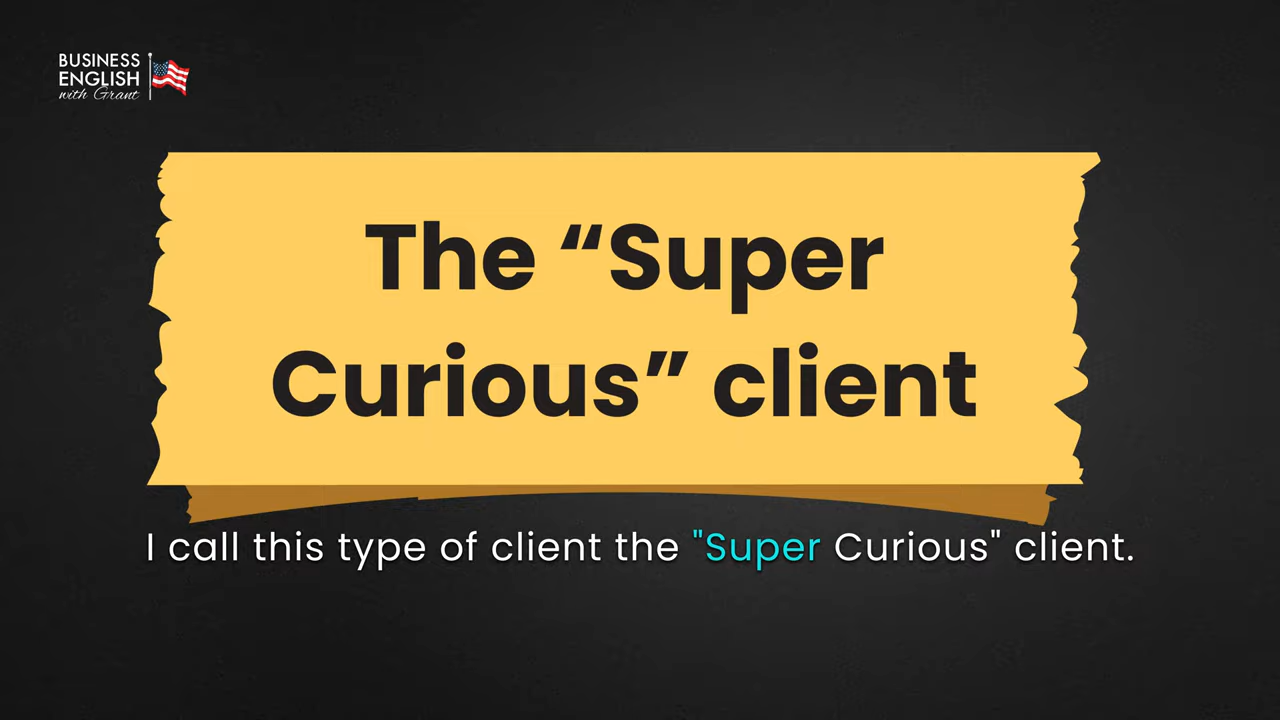 BUSINESS
ENGLISH
with Grant
The “Super
Curious” client
I call this type of client the "Super Curious" client.